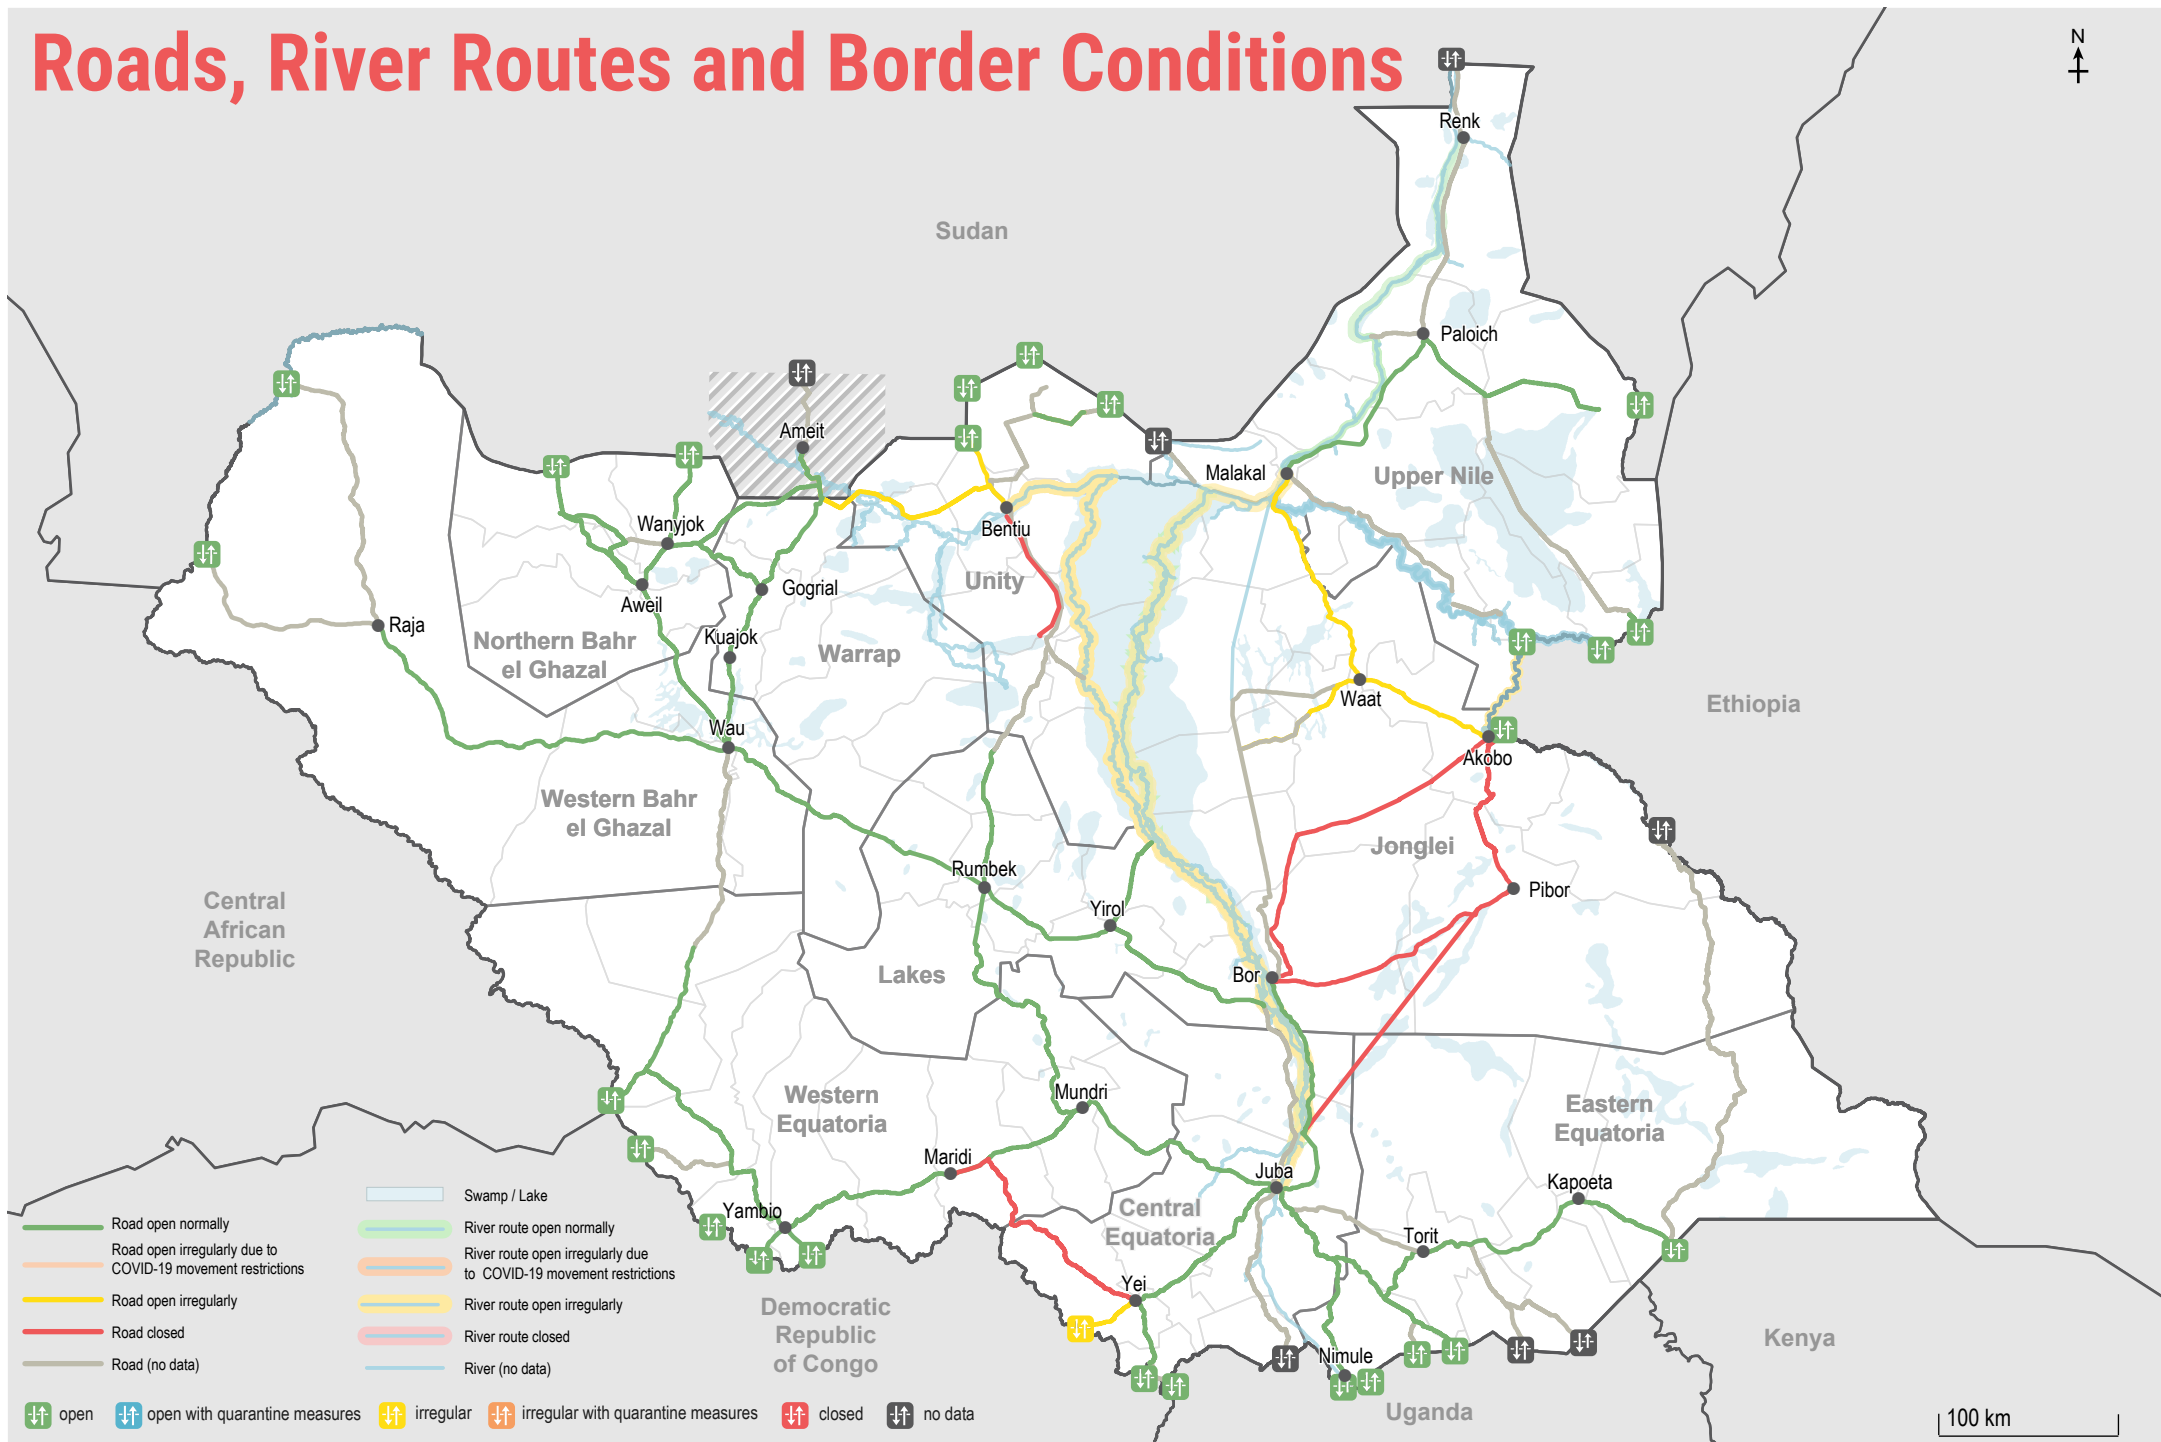 Roads, River Routes and Border Conditions
N
Renk
Sudan
Paloich
Ameit
Malakal
Upper Nile
Wanyjok
Bentiu
Unity
Gogrial
Aweil
Raja
Kuajok
Northern Bahr
el Ghazal
Warrap
Waat
Ethiopia
Wau
Akobo
Western Bahr
el Ghazal
Jonglei
Rumbek
Pibor
Yirol
Central
African
Republic
Lakes
Bor
Western
Equatoria
Mundri
Eastern
Equatoria
Maridi
Juba
Kapoeta
Yambio
Central
Equatoria
Torit
Yei
Democratic
Republic
of Congo
Kenya
Nimule
Uganda
Road open normally
Road open irregularly due to
COVID-19 movement restrictions
Road open irregularly
Road closed
Road (no data)
Swamp / Lake
River route open normally
River route open irregularly due
to COVID-19 movement restrictions
River route open irregularly
River route closed
River (no data)
open
open with quarantine measures
irregular
irregular with quarantine measures
closed
no data
100 km